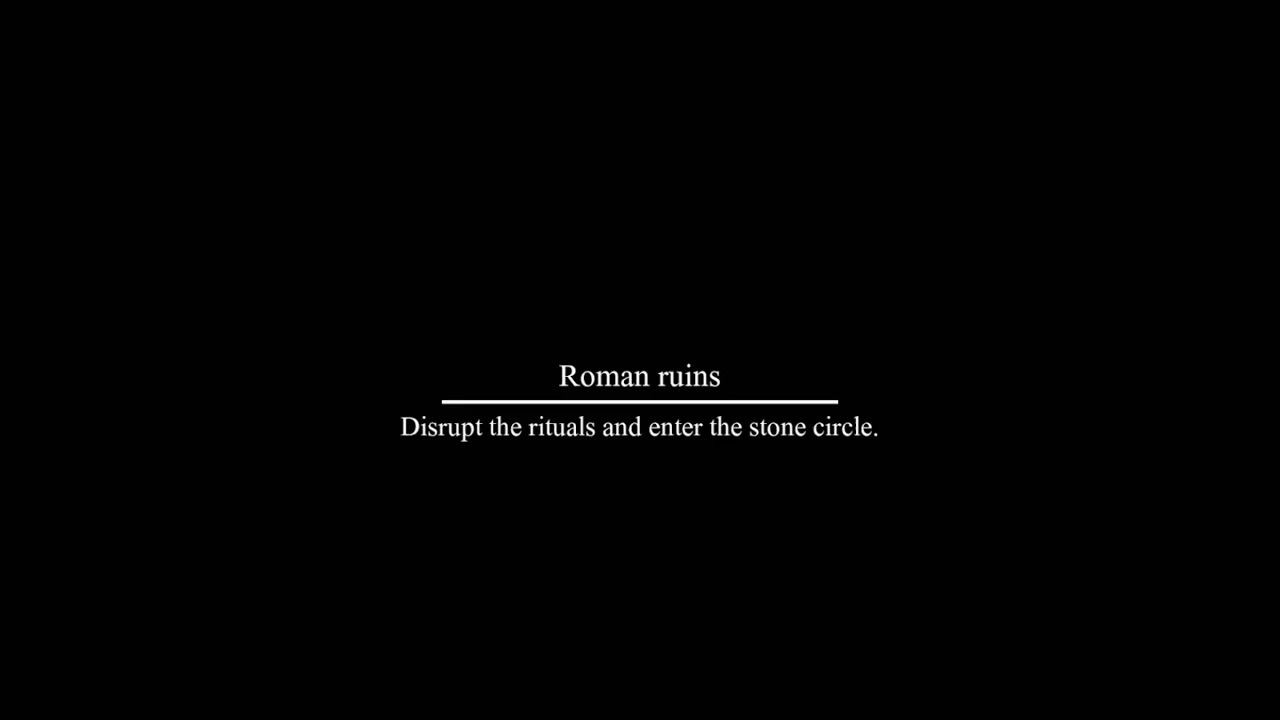 Roman ruins
Disrupt the rituals and enter the stone circle.